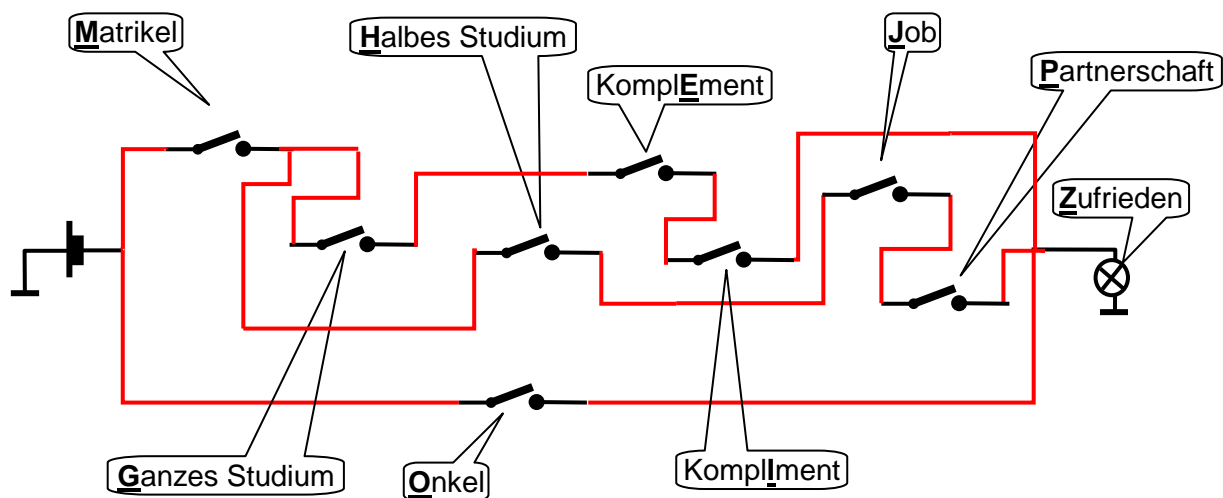 Matrikel
Halbes Studium
Job
KomplEment
Partnerschaft
Zufrieden
Ganzes Studium
Onkel
KomplIment